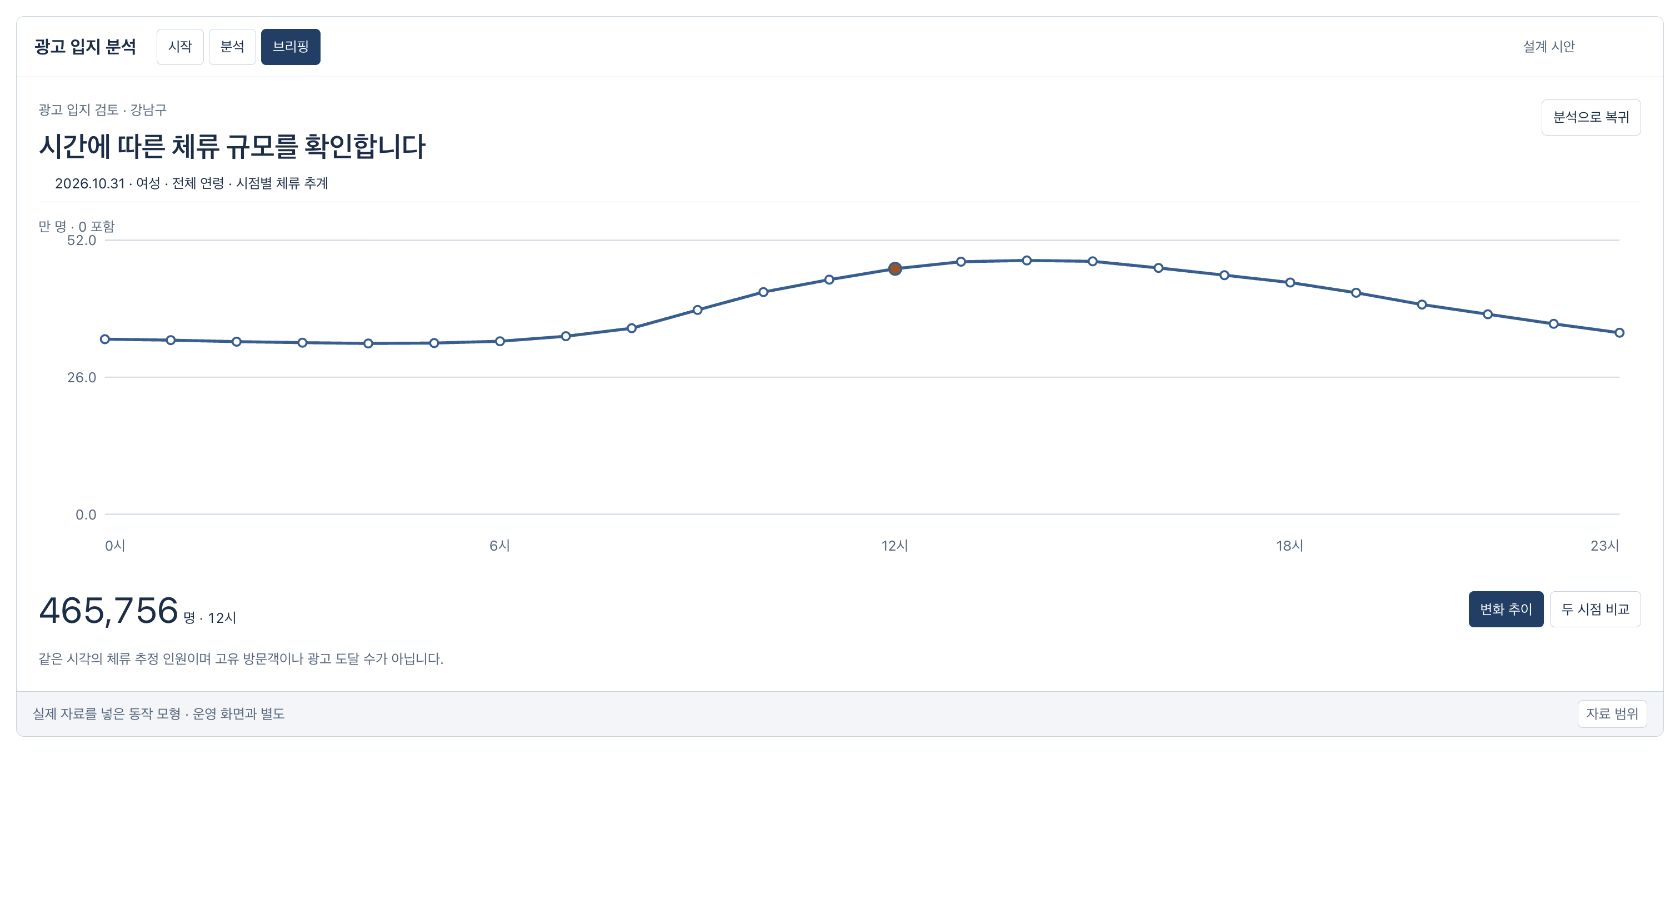 광고 입지 분석 시작 분석 브리핑 설계 시안
광고 입지 검토 · 강남구
분석으로 복귀
시간에 따른 체류 규모를 확인합니다
2026.10.31 · 여성 · 전체 연령 · 시점별 체류 추계
만 명 · 0 포함
52.0
26.0
0.0
0시 6시 12시 18시 23시
465,756 명 · 12시
변화 추이 두 시점 비교
같은 시각의 체류 추정 인원이며 고유 방문객이나 광고 도달 수가 아닙니다.
실제 자료를 넣은 동작 모형 · 운영 화면과 별도 자료 범위